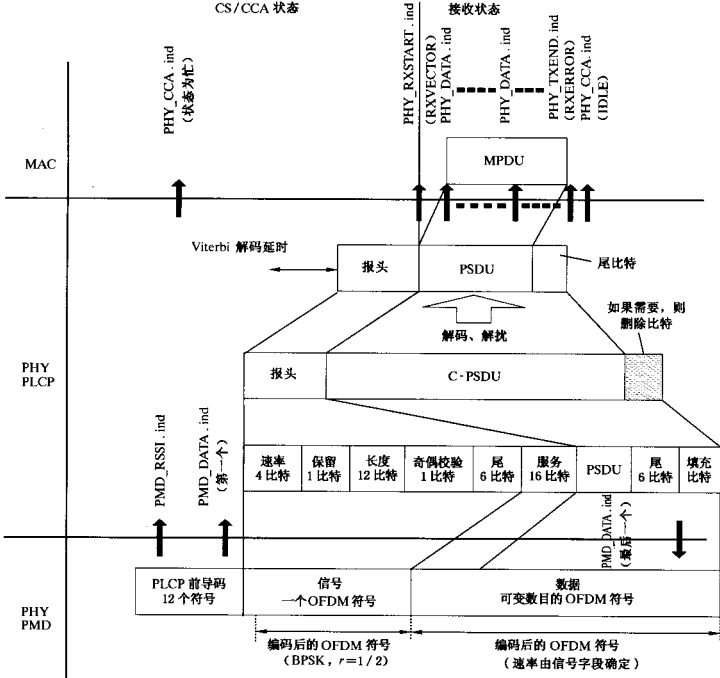 CS/CCA 状态
接收状态
PHY_CCA.ind
(状态为忙)
PHY_RXSTART.ind
(RXVECTOR)
PHY_DATA.ind
PHY_DATA.ind
PHY_TXEND.ind
(RXERROR)
PHY_CCA.ind
(IDLE)
MAC
MPDU
Viterbi 解码延时
报头
PSDU
尾比特
解码、解扰
如果需要，则
删除比特
PHY
PLCP
报头
C-PSDU
PMD_RSSI.ind
PMD_DATA.ind
(第一个)
速率
4 比特
保留
1 比特
长度
12 比特
奇偶校验
1 比特
尾
6 比特
服务
16 比特
PSDU
尾
6 比特
填充
比特
PMD_DATA.ind
(最后一个)
PHY
PMD
PLCP 前导码
12 个符号
信号
一个OFDM 符号
数据
可变数目的 OFDM 符号
编码后的 OFDM 符号
(BPSK，r=1/2)
编码后的 OFDM 符号
(速率由信号字段确定)